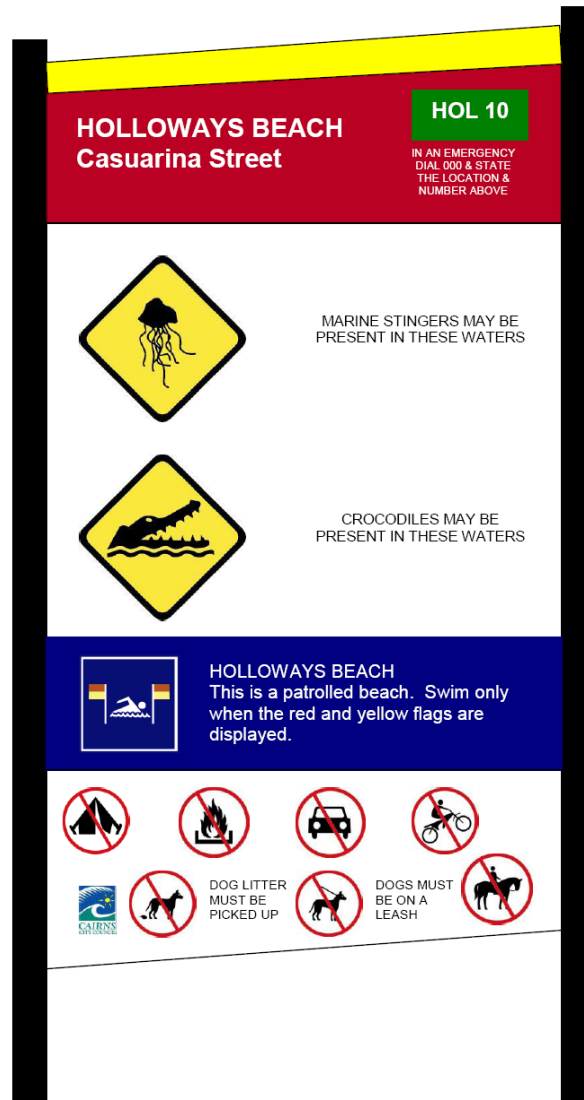 HOLLOWAYS BEACH
Casuarina Street
HOL 10
IN AN EMERGENCY
DIAL 000 & STATE
THE LOCATION &
NUMBER ABOVE
MARINE STINGERS MAY BE
PRESENT IN THESE WATERS
CROCODILES MAY BE
PRESENT IN THESE WATERS
HOLLOWAYS BEACH
This is a patrolled beach.  Swim only
when the red and yellow flags are
displayed.
DOG LITTER
MUST BE
PICKED UP
DOGS MUST
BE ON A
LEASH
CAIRNS
CITY COUNCIL